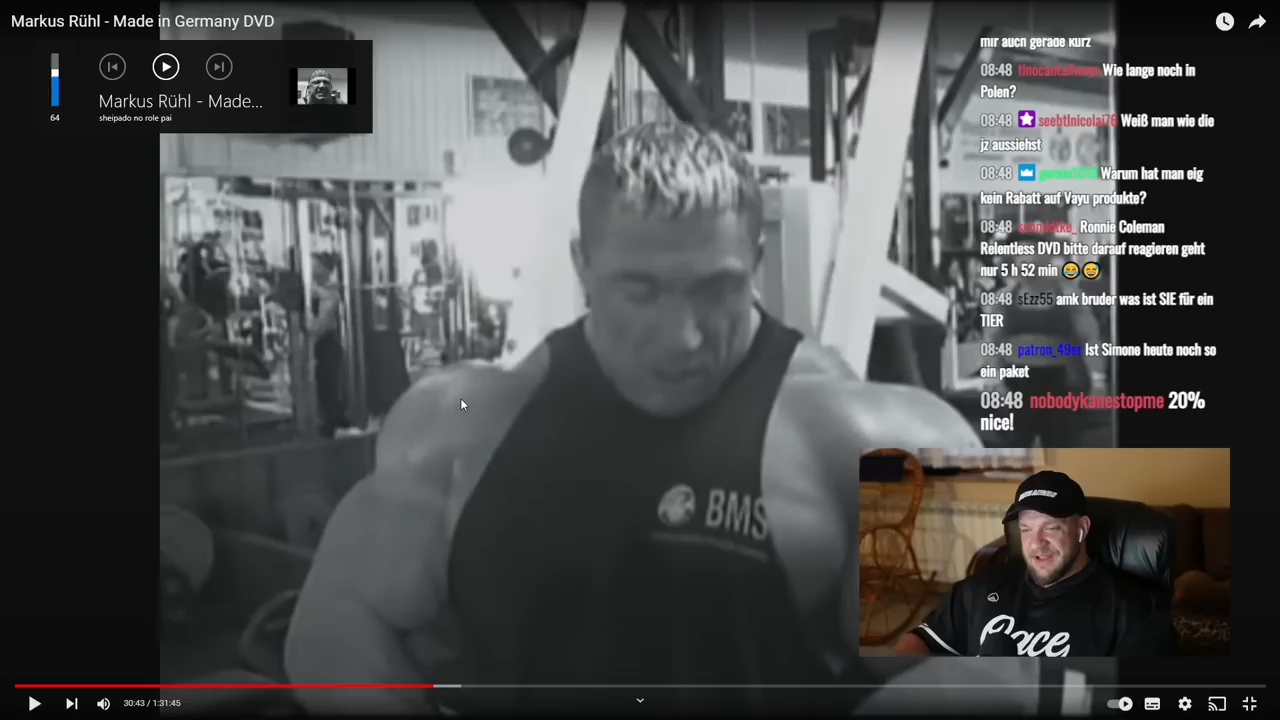 Markus Rühl - Made in Germany DVD
64
Markus Rühl - Made...
sheipado no role pai
mir auch gerade kurz
08:48 Wie lange noch in
Polen?
08:48 Weiß man wie die
jz aussiehst
08:48 Warum hat man eig
kein Rabatt auf Vayu produkte?
08:48 Ronnie Coleman
Relentless DVD bitte darauf reagieren geht
nur 5 h 52 min 😂😅
08:48 sEzz55 amk bruder was ist SIE für ein
TIER
08:48 patron_49er Ist Simone heute noch so
ein paket
08:48 nobodykanestopme 20%
nice!
BMS
30:43 / 1:31:45